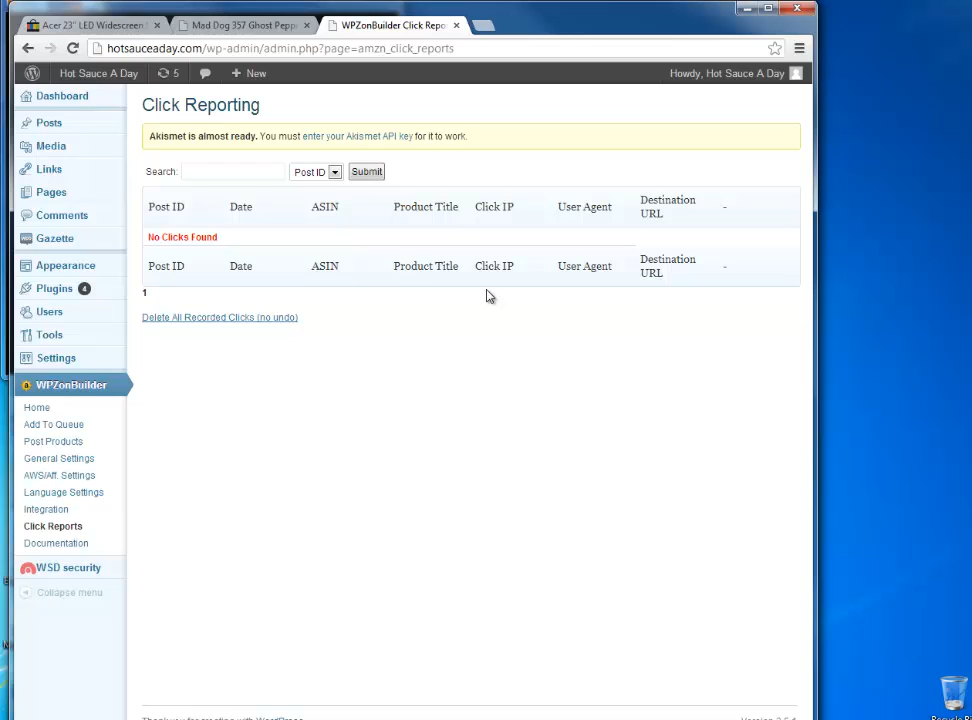 Acer 23" LED Widescreen
Mad Dog 357 Ghost Peppe
WPZonBuilder Click Repo
hotsauceaday.com/wp-admin/admin.php?page=amzn_click_reports
Hot Sauce A Day
5
+ New
Howdy, Hot Sauce A Day
Dashboard
Posts
Media
Links
Pages
Comments
Gazette
Appearance
Plugins 4
Users
Tools
Settings
WPZonBuilder
Home
Add To Queue
Post Products
General Settings
AWS/Aff. Settings
Language Settings
Integration
Click Reports
Documentation
WSD security
Collapse menu
Click Reporting
Akismet is almost ready. You must enter your Akismet API key for it to work.
Search: Post ID Submit
Post ID Date ASIN Product Title Click IP User Agent Destination URL -
No Clicks Found
Post ID Date ASIN Product Title Click IP User Agent Destination URL -
1
Delete All Recorded Clicks (no undo)